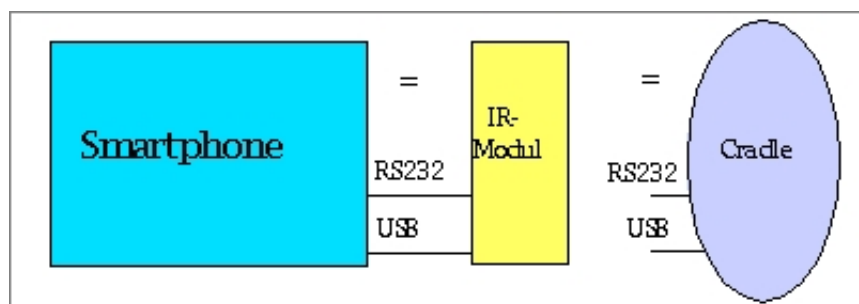 Smartphone
=
RS232
USB
IR-
Modul
=
RS232
USB
Cradle